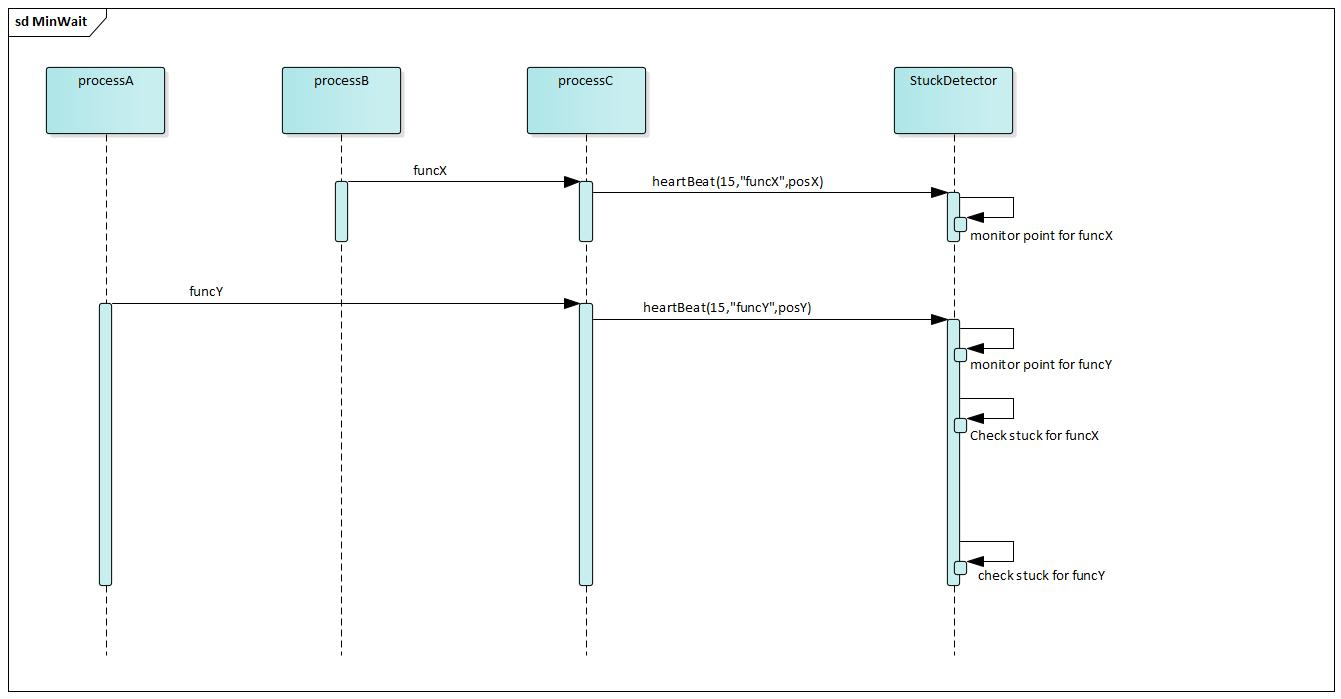 sd MinWait
processA
processB
processC
StuckDetector
funcX
heartBeat(15,"funcX",posX)
monitor point for funcX
funcY
heartBeat(15,"funcY",posY)
monitor point for funcY
Check stuck for funcX
check stuck for funcY